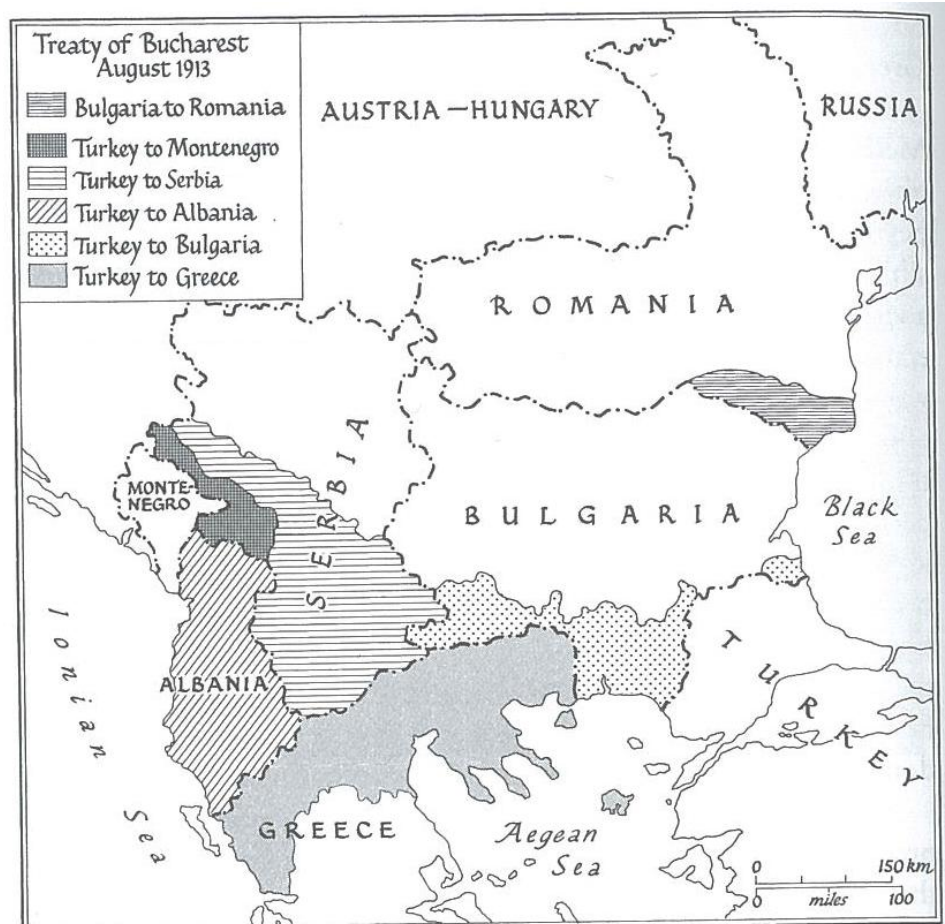 Treaty of Bucharest
August 1913
Bulgaria to Romania
Turkey to Montenegro
Turkey to Serbia
Turkey to Albania
Turkey to Bulgaria
Turkey to Greece
AUSTRIA — HUNGARY
RUSSIA
ROMANIA
SERBIA
MONTE-
NEGRO
BULGARIA
Black
Sea
Ionian Sea
ALBANIA
TURKEY
GREECE
Aegean
Sea
0 150 km
0 miles 100